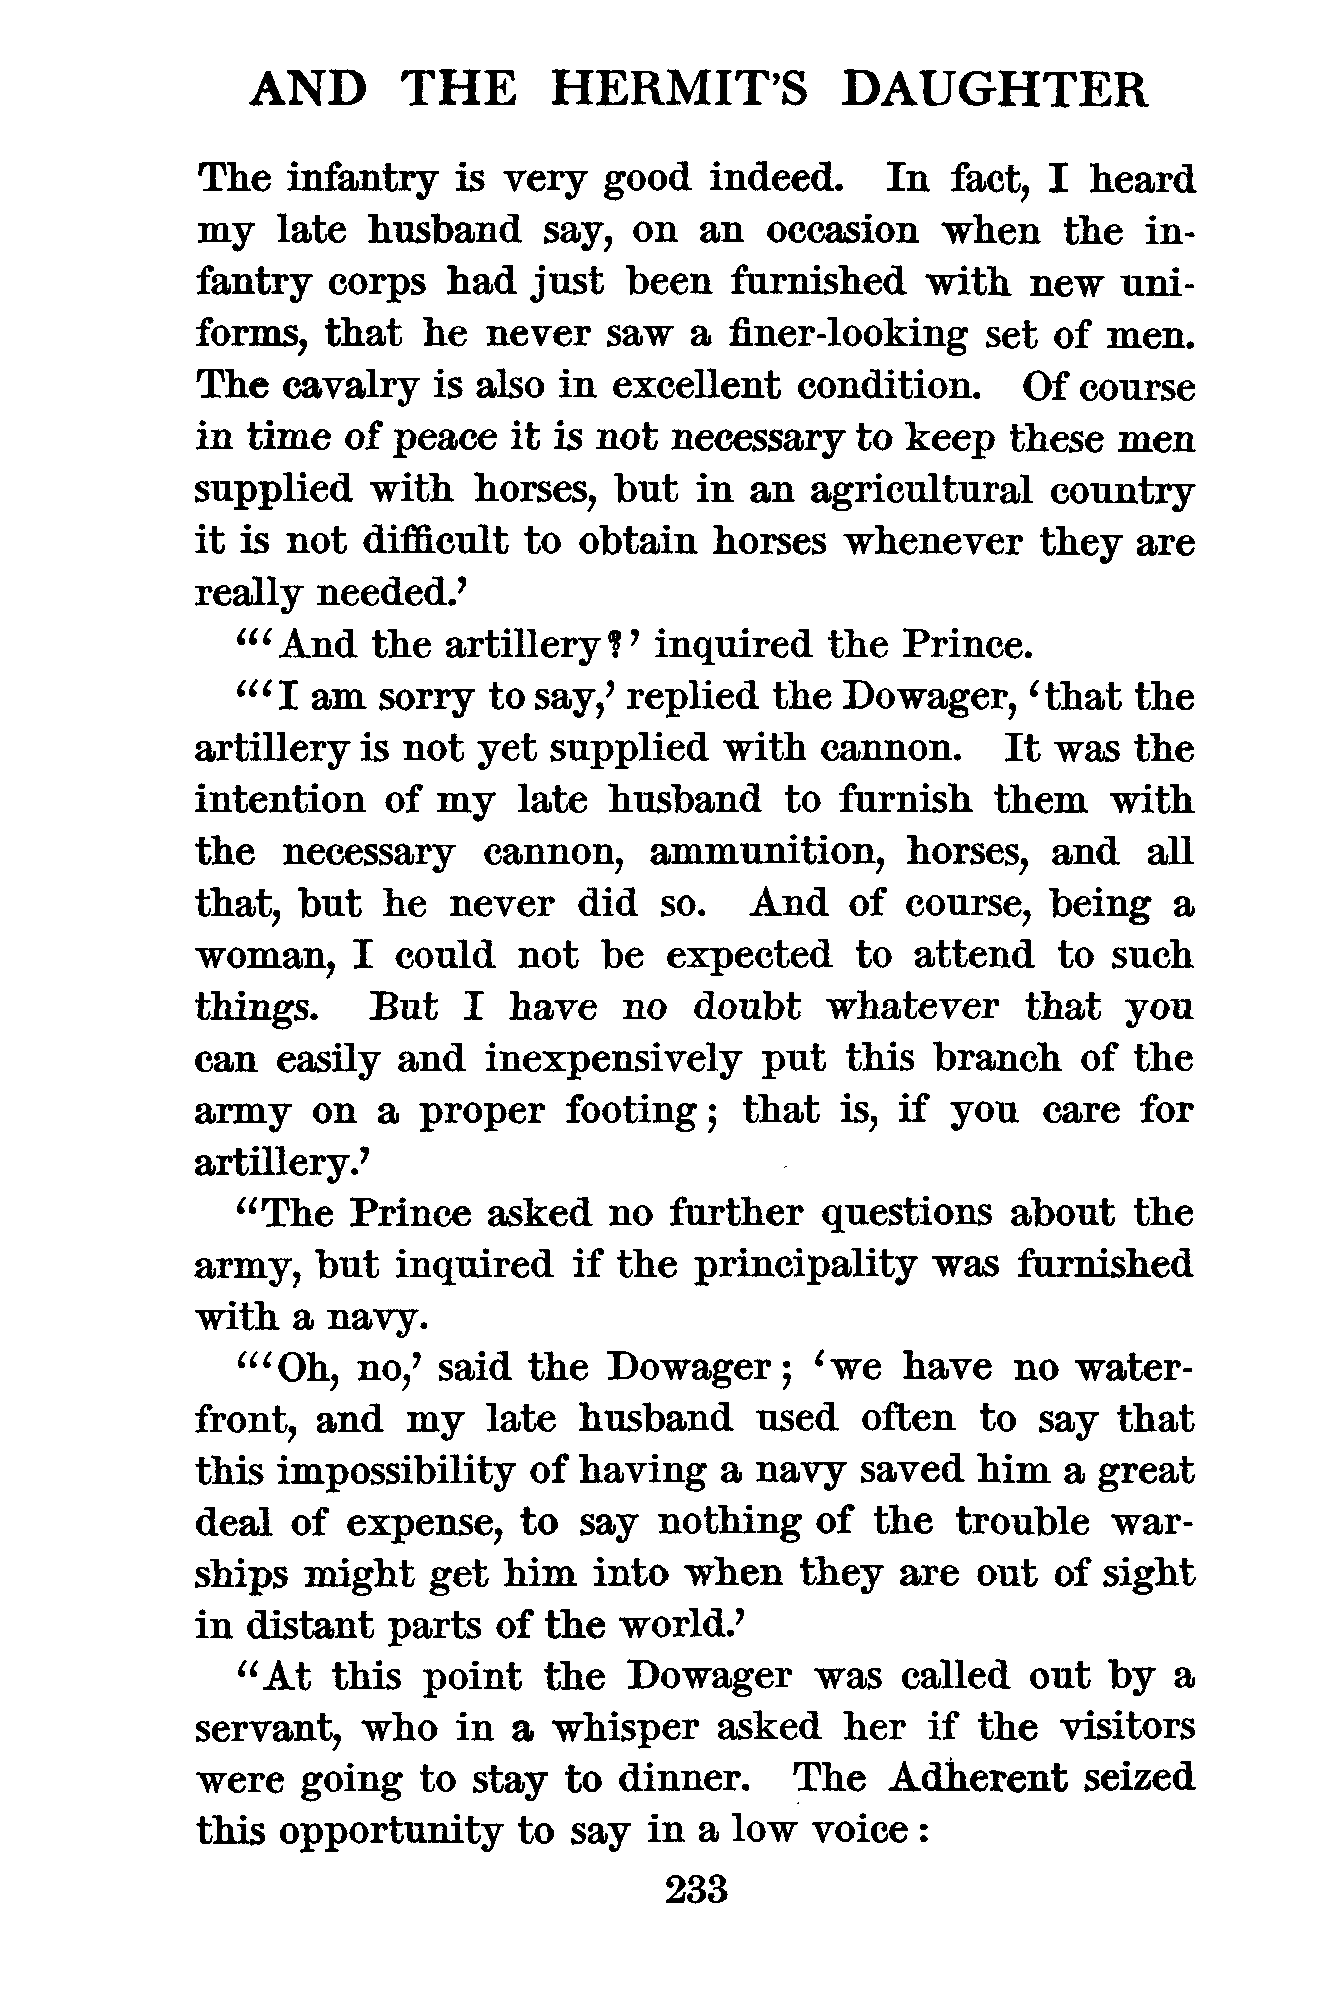 AND THE HERMIT'S DAUGHTER
The infantry is very good indeed. In fact, I heard
my late husband say, on an occasion when the in-
fantry corps had just been furnished with new uni-
forms, that he never saw a finer-looking set of men.
The cavalry is also in excellent condition. Of course
in time of peace it is not necessary to keep these men
supplied with horses, but in an agricultural country
it is not difficult to obtain horses whenever they are
really needed.’
“‘And the artillery?’ inquired the Prince.
“‘I am sorry to say,’ replied the Dowager, ‘that the
artillery is not yet supplied with cannon. It was the
intention of my late husband to furnish them with
the necessary cannon, ammunition, horses, and all
that, but he never did so. And of course, being a
woman, I could not be expected to attend to such
things. But I have no doubt whatever that you
can easily and inexpensively put this branch of the
army on a proper footing; that is, if you care for
artillery.’
“The Prince asked no further questions about the
army, but inquired if the principality was furnished
with a navy.
“‘Oh, no,’ said the Dowager; ‘we have no water-
front, and my late husband used often to say that
this impossibility of having a navy saved him a great
deal of expense, to say nothing of the trouble war-
ships might get him into when they are out of sight
in distant parts of the world.’
“At this point the Dowager was called out by a
servant, who in a whisper asked her if the visitors
were going to stay to dinner. The Adherent seized
this opportunity to say in a low voice:
233